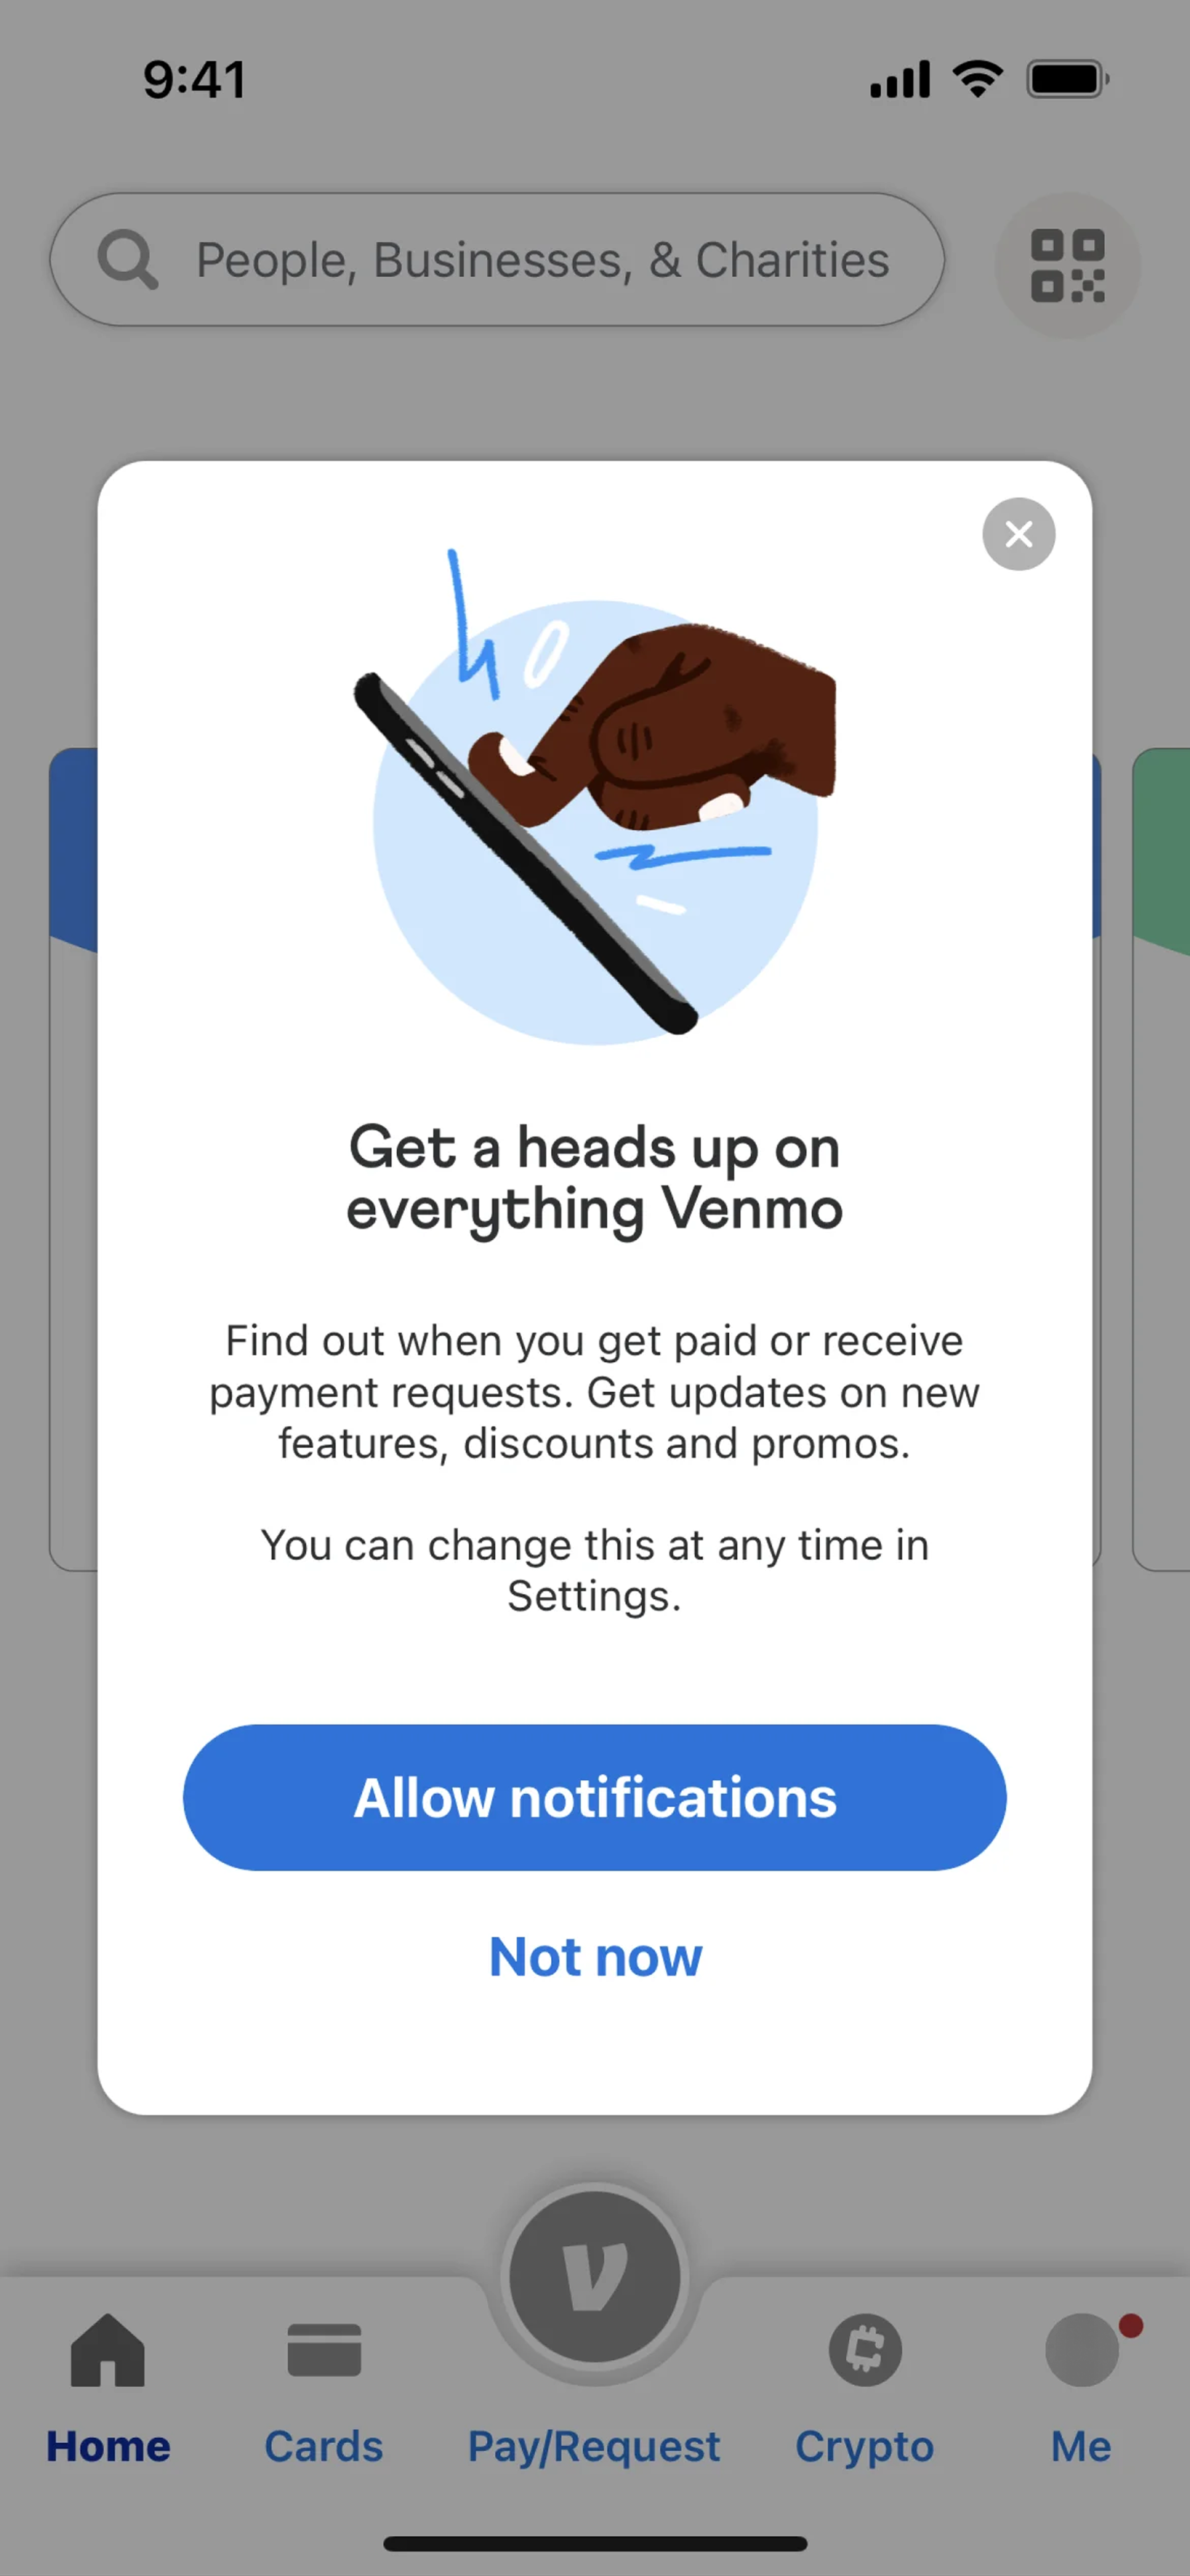 9:41
People, Businesses, & Charities
Get a heads up on
everything Venmo
Find out when you get paid or receive
payment requests. Get updates on new
features, discounts and promos.
You can change this at any time in
Settings.
Allow notifications
Not now
Home
Cards
Pay/Request
Crypto
Me